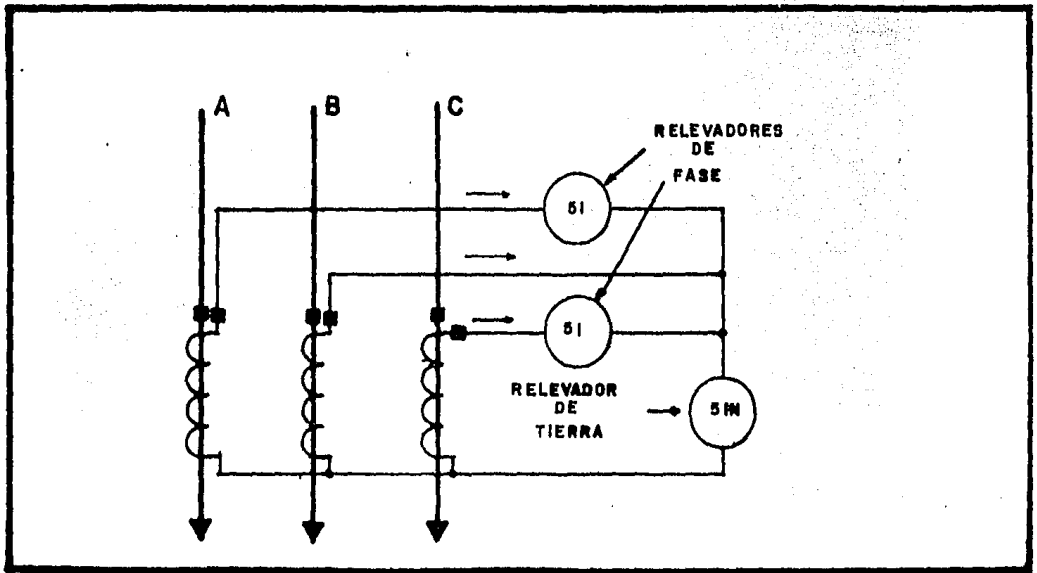 A B C
RELEVADORES
DE
FASE
51
51
RELEVADOR
DE
TIERRA
51N